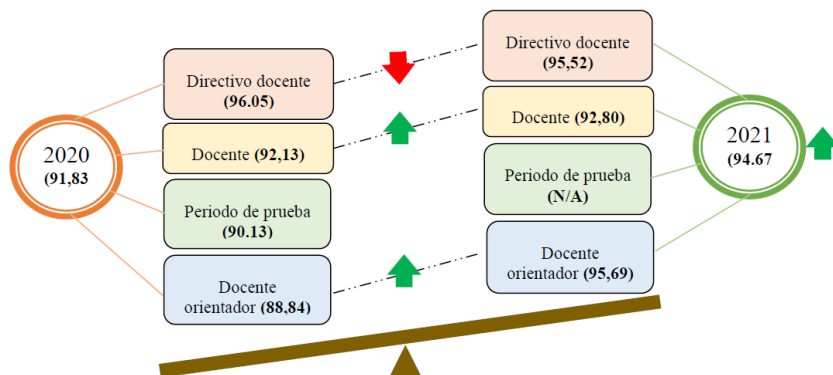 2020
(91,83
Directivo docente
(96.05)
Docente (92,13)
Periodo de prueba
(90.13)
Docente
orientador (88,84)
Directivo docente
(95,52)
Docente (92,80)
Periodo de prueba
(N/A)
Docente
orientador (95,69)
2021
(94.67